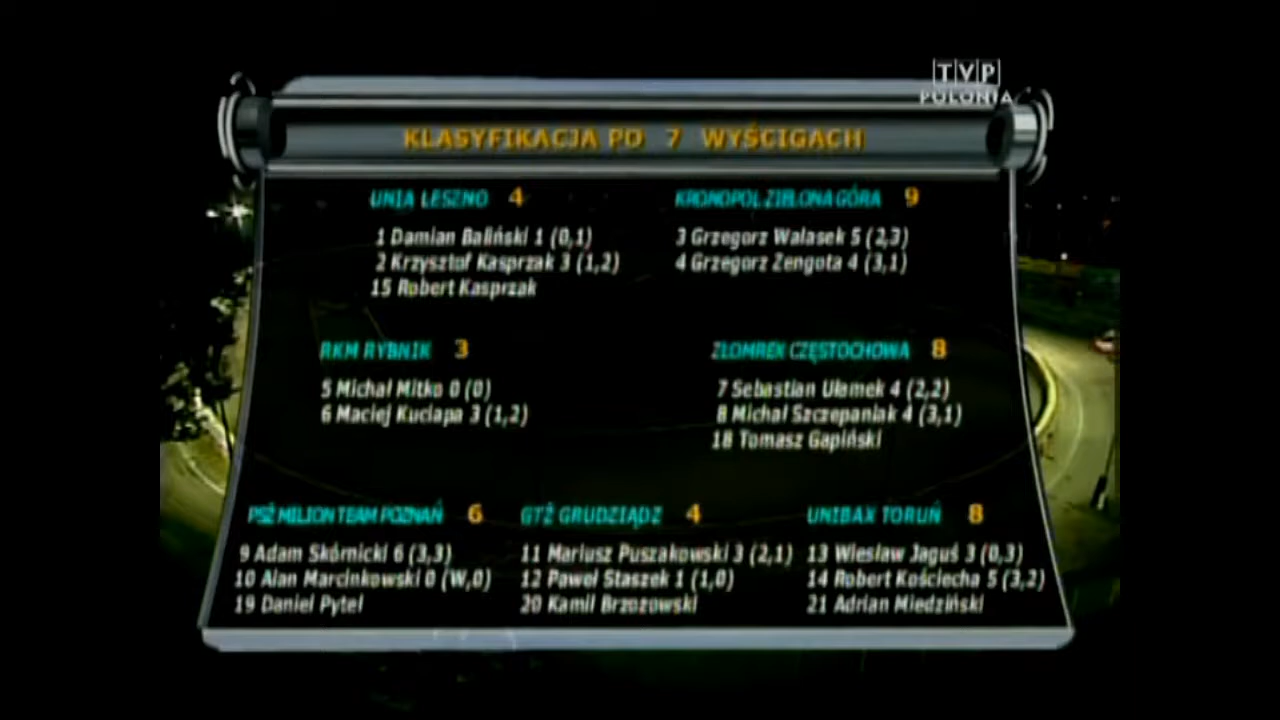 TVP
POLONIA
KLASYFIKACJA PO 7 WYŚCIGACH
UNIA LESZNO 4
1 Damian Baliński 1 (0,1)
2 Krzysztof Kasprzak 3 (1,2)
15 Robert Kasprzak
KRONOPOL ZIELONA GÓRA 9
3 Grzegorz Walasek 5 (2,3)
4 Grzegorz Zengota 4 (3,1)
RKM RYBNIK 3
5 Michał Mitko 0 (0)
6 Maciej Kuciapa 3 (1,2)
ZŁOMREX CZĘSTOCHOWA 8
7 Sebastian Ułamek 4 (2,2)
8 Michał Szczepaniak 4 (3,1)
18 Tomasz Gapiński
PSŻ MILION TEAM POZNAŃ 6
9 Adam Skórnicki 6 (3,3)
10 Alan Marcinkowski 0 (W,0)
19 Daniel Pytel
GTŻ GRUDZIĄDZ 4
11 Mariusz Puszakowski 3 (2,1)
12 Paweł Staszek 1 (1,0)
20 Kamil Brzozowski
UNIBAX TORUŃ 8
13 Wiesław Jaguś 3 (0,3)
14 Robert Kościecha 5 (3,2)
21 Adrian Miedziński